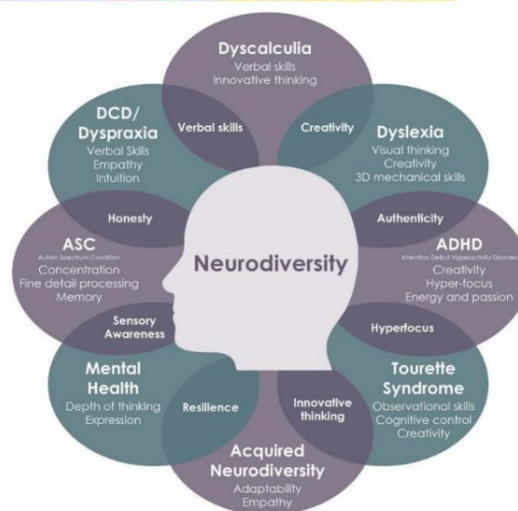 Dyscalculia
Verbal skills
Innovative thinking
Verbal skills
Creativity
DCD/
Dyspraxia
Verbal Skills
Empathy
Intuition
Dyslexia
Visual thinking
Creativity
3D mechanical skills
Honesty
Authenticity
Neurodiversity
ASC
Autism Spectrum Condition
Concentration
Fine detail processing
Memory
ADHD
Attention Deficit Hyperactivity Disorder
Creativity
Hyper-focus
Energy and passion
Sensory
Awareness
Hyperfocus
Mental
Health
Depth of thinking
Expression
Tourette
Syndrome
Observational skills
Cognitive control
Creativity
Resilience
Innovative
thinking
Acquired
Neurodiversity
Adaptability
Empathy